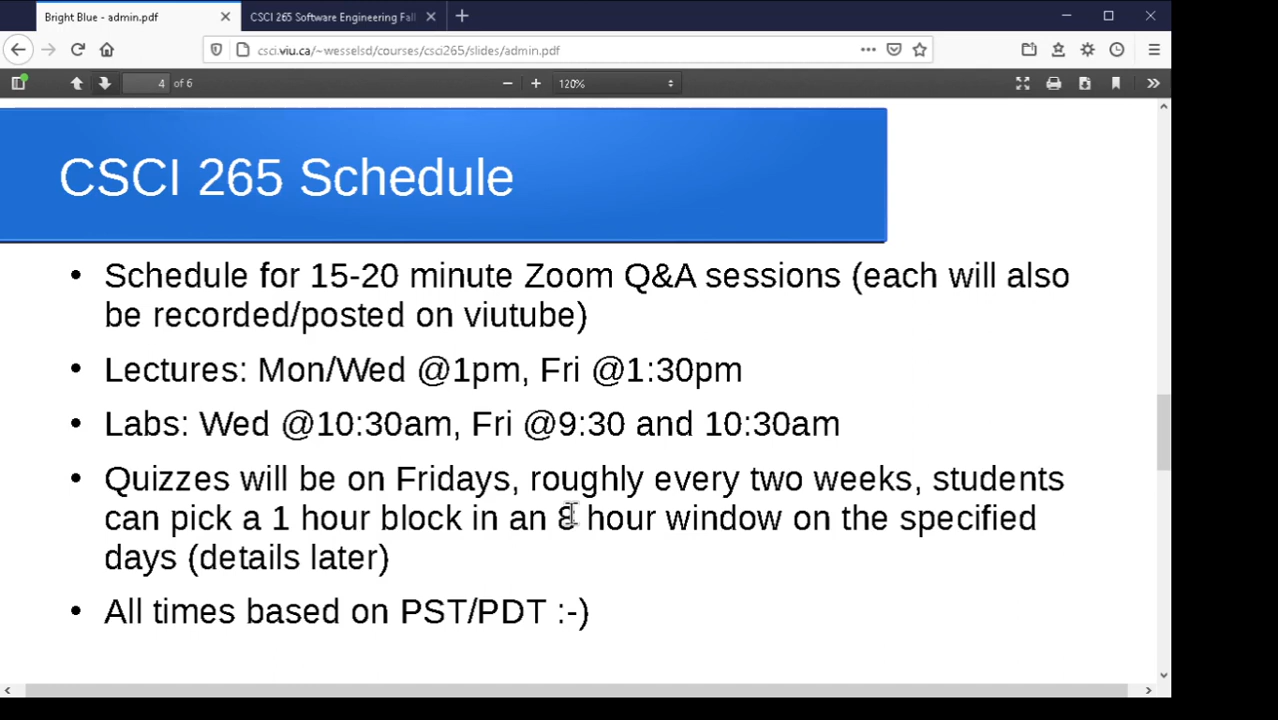 Bright Blue - admin.pdf
CSCI 265 Software Engineering Fall
csci.viu.ca/~wesselsd/courses/csci265/slides/admin.pdf
4 of 6
120%
CSCI 265 Schedule
• Schedule for 15-20 minute Zoom Q&A sessions (each will also
be recorded/posted on viutube)
• Lectures: Mon/Wed @1pm, Fri @1:30pm
• Labs: Wed @10:30am, Fri @9:30 and 10:30am
• Quizzes will be on Fridays, roughly every two weeks, students
can pick a 1 hour block in an 8 hour window on the specified
days (details later)
• All times based on PST/PDT :-)